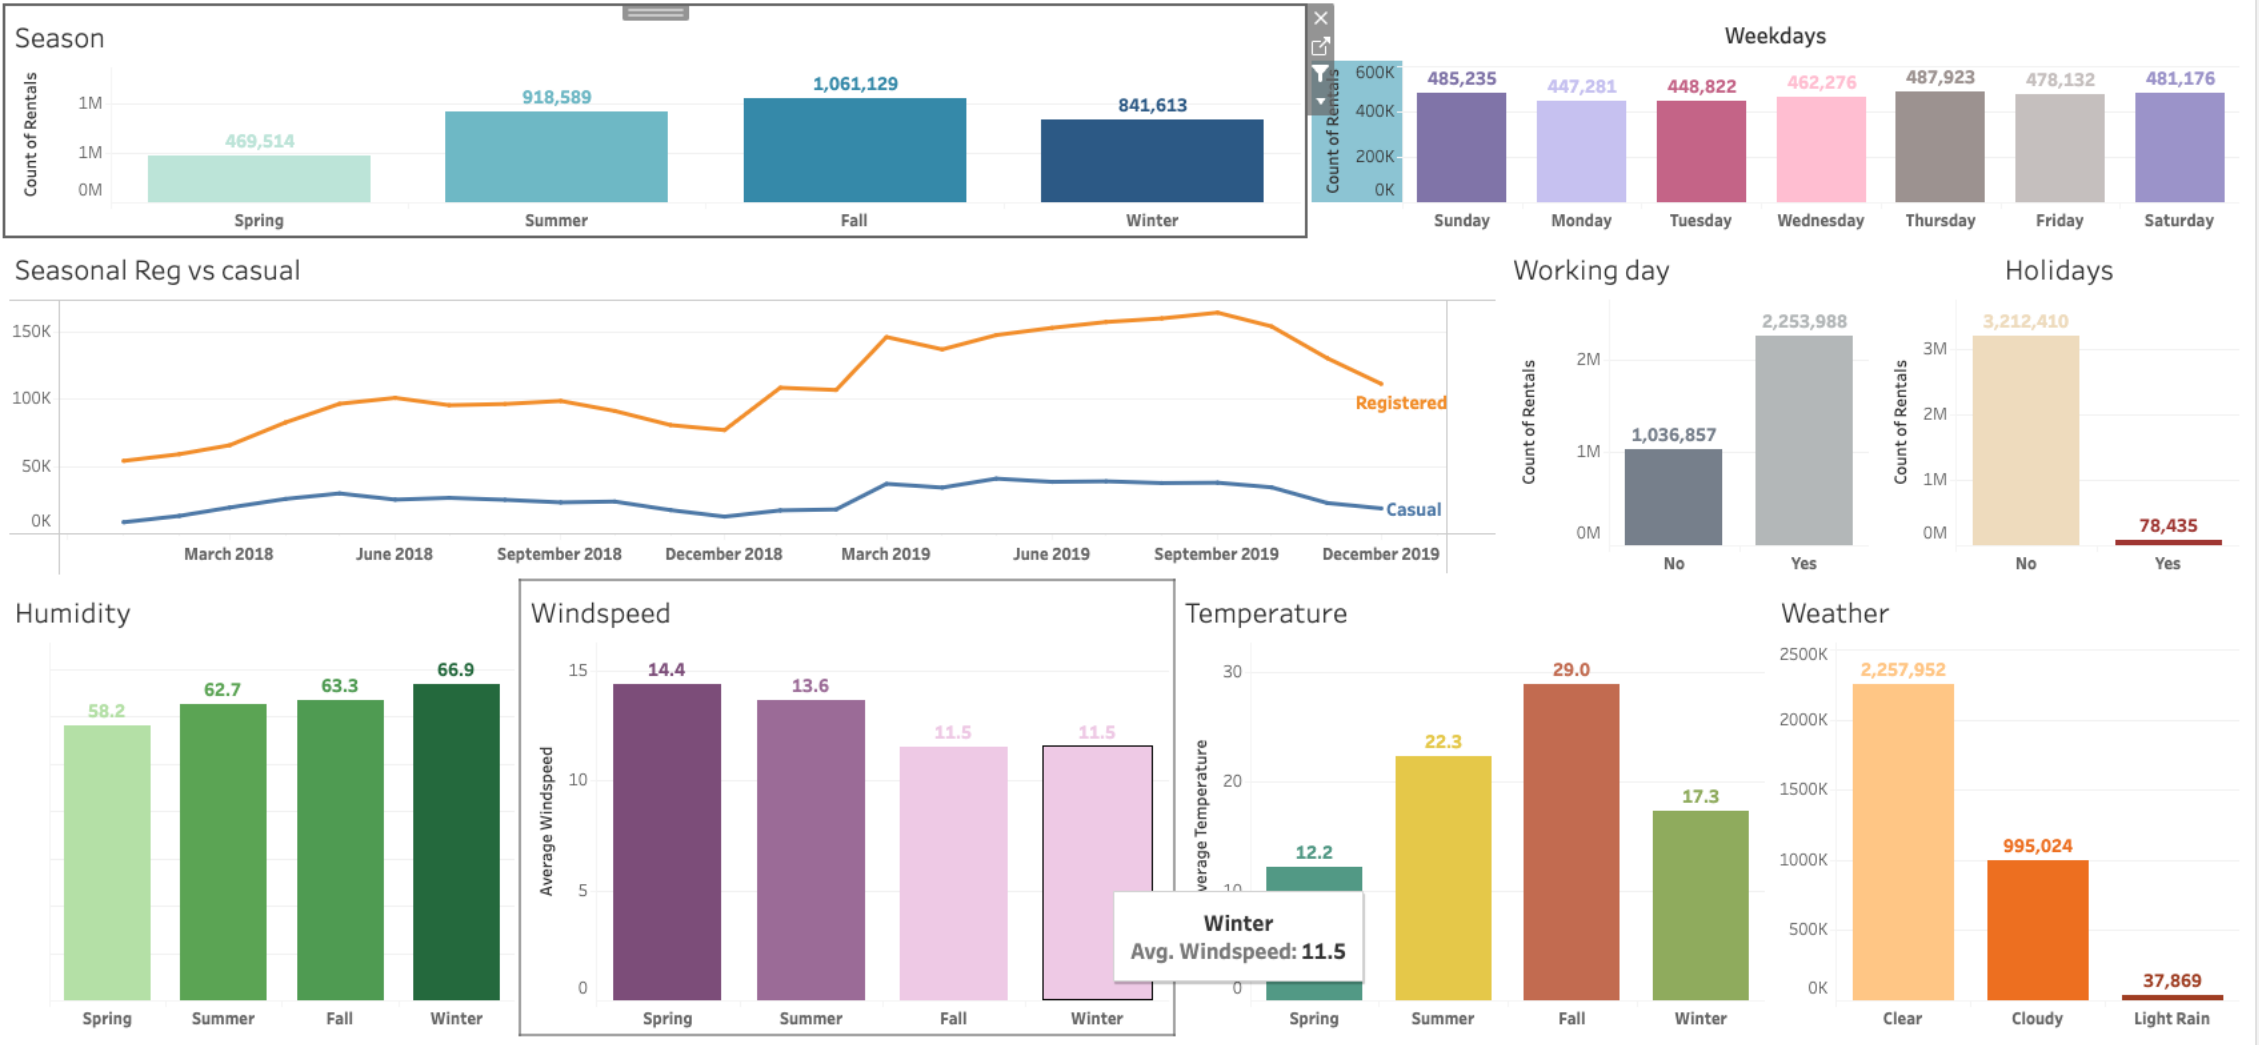 Season
Count of Rentals
1M
1M
0M
469,514
918,589
1,061,129
841,613
Spring
Summer
Fall
Winter
Weekdays
Count of Rentals
600K
400K
200K
0K
485,235
447,281
448,822
462,276
487,923
478,132
481,176
Sunday
Monday
Tuesday
Wednesday
Thursday
Friday
Saturday
Seasonal Reg vs casual
150K
100K
50K
0K
Registered
Casual
March 2018
June 2018
September 2018
December 2018
March 2019
June 2019
September 2019
December 2019
Working day
Count of Rentals
2M
1M
0M
1,036,857
2,253,988
No
Yes
Holidays
Count of Rentals
3M
2M
1M
0M
3,212,410
78,435
No
Yes
Humidity
58.2
62.7
63.3
66.9
Spring
Summer
Fall
Winter
Windspeed
Average Windspeed
15
10
5
0
14.4
13.6
11.5
11.5
Spring
Summer
Fall
Winter
Winter
Avg. Windspeed: 11.5
Temperature
verage Temperature
30
20
10
0
12.2
22.3
29.0
17.3
Spring
Summer
Fall
Winter
Weather
2500K
2000K
1500K
1000K
500K
0K
2,257,952
995,024
37,869
Clear
Cloudy
Light Rain